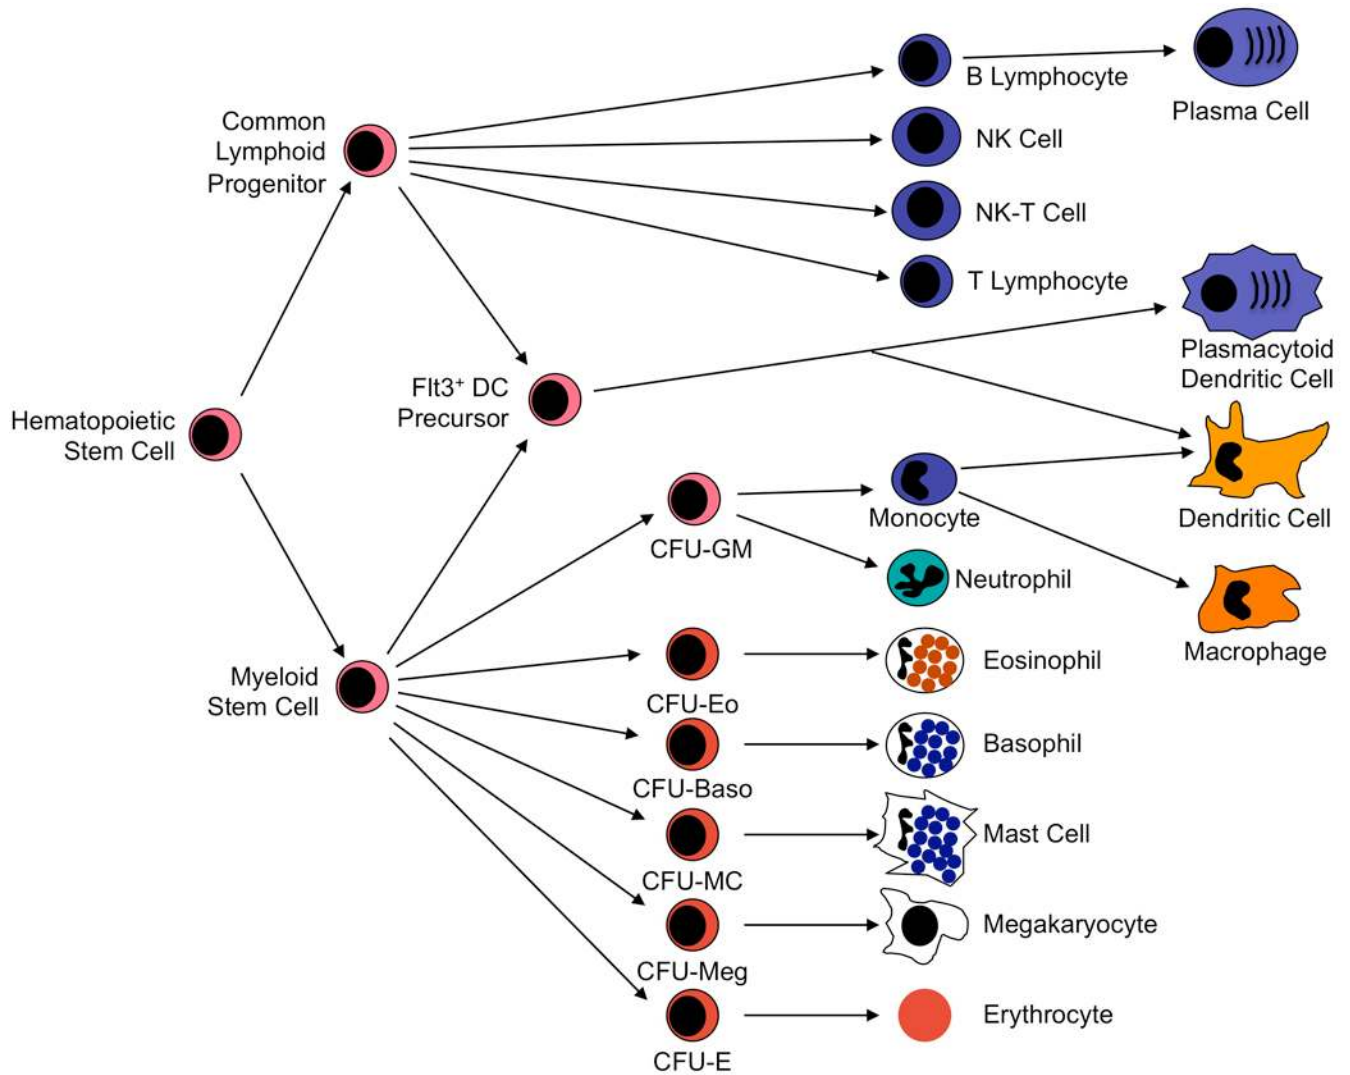 B Lymphocyte
Plasma Cell
Common
Lymphoid
Progenitor
NK Cell
NK-T Cell
T Lymphocyte
Plasmacytoid
Dendritic Cell
Flt3⁺ DC
Precursor
Hematopoietic
Stem Cell
Monocyte
Dendritic Cell
CFU-GM
Neutrophil
Macrophage
Myeloid
Stem Cell
Eosinophil
CFU-Eo
Basophil
CFU-Baso
Mast Cell
CFU-MC
Megakaryocyte
CFU-Meg
Erythrocyte
CFU-E